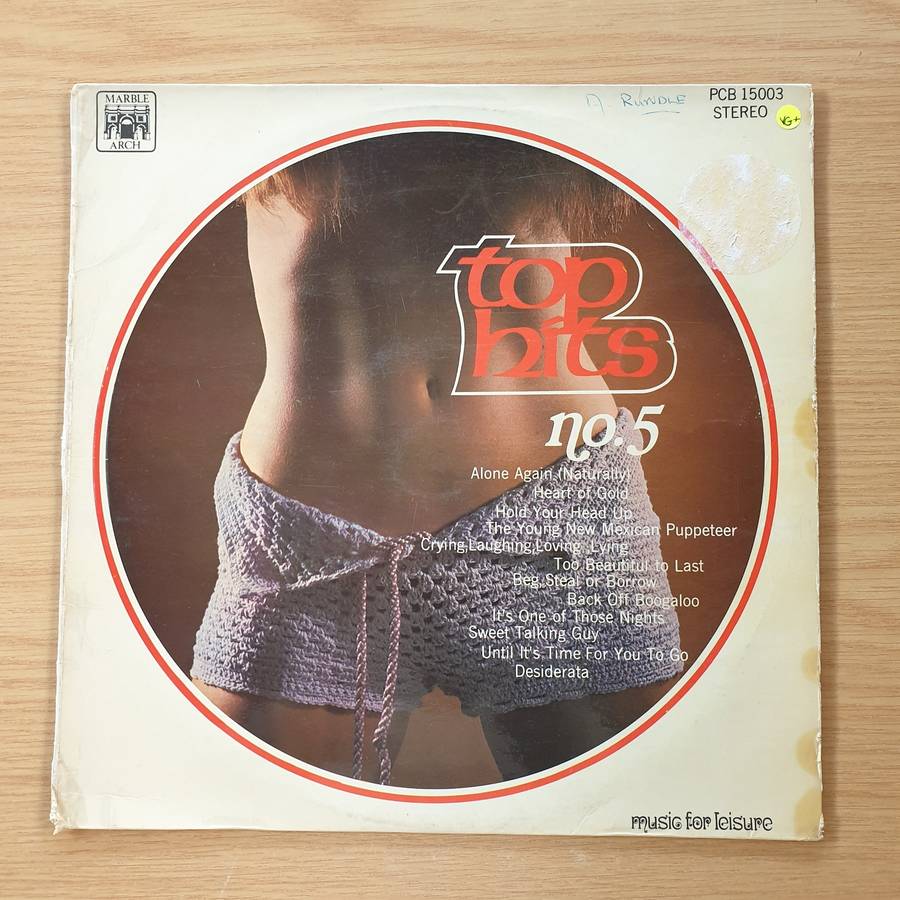 MARBLE
ARCH
A. RUNDLE
PCB 15003
STEREO
VG+
top
hits
no.5
Alone Again (Naturally)
Heart of Gold
Hold Your Head Up
The Young New Mexican Puppeteer
Crying,Laughing,Loving, Lying
Too Beautiful to Last
Beg,Steal or Borrow
Back Off Boogaloo
It's One of Those Nights
Sweet Talking Guy
Until It's Time For You To Go
Desiderata
music for leisure